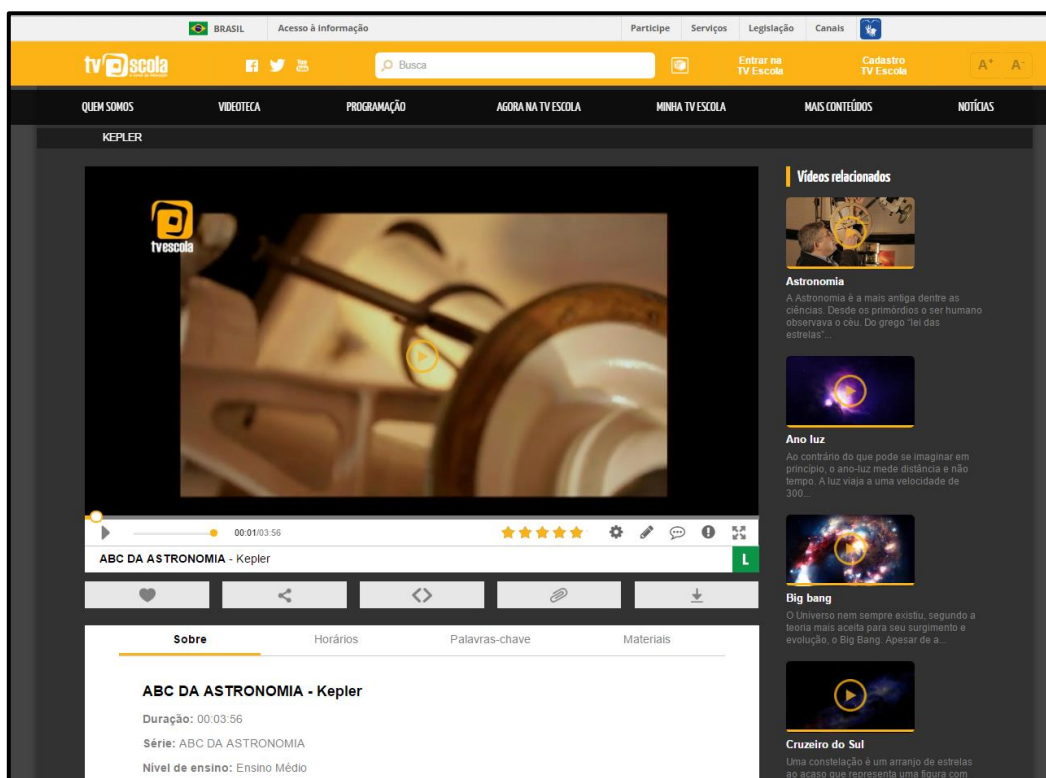 BRASIL Acesso à informação Participe Serviços Legislação Canais
tv escola
You
Busca
Entrar na
TV Escola
Cadastro
TV Escola
A+ A-
QUEM SOMOS VIDEOTECA PROGRAMAÇÃO AGORA NA TV ESCOLA MINHA TV ESCOLA MAIS CONTEÚDOS NOTÍCIAS
KEPLER
tvescola
00:01/03:56
ABC DA ASTRONOMIA - Kepler
L
Sobre Horários Palavras-chave Materiais
ABC DA ASTRONOMIA - Kepler
Duração: 00:03:56
Série: ABC DA ASTRONOMIA
Nível de ensino: Ensino Médio
Vídeos relacionados
Astronomia
A Astronomia é a mais antiga dentre as
ciências. Desde os primórdios o ser humano
observava o céu. Do grego "lei das
estrelas"...
Ano luz
Ao contrário do que pode se imaginar em
princípio, o ano-luz mede distância e não
tempo. A luz viaja a uma velocidade de
300...
Big bang
O Universo nem sempre existiu, segundo a
teoria mais aceita para seu surgimento e
evolução, o Big Bang. Apesar de a...
Cruzeiro do Sul
Uma constelação é um arranjo de estrelas
ao acaso que representa uma figura com